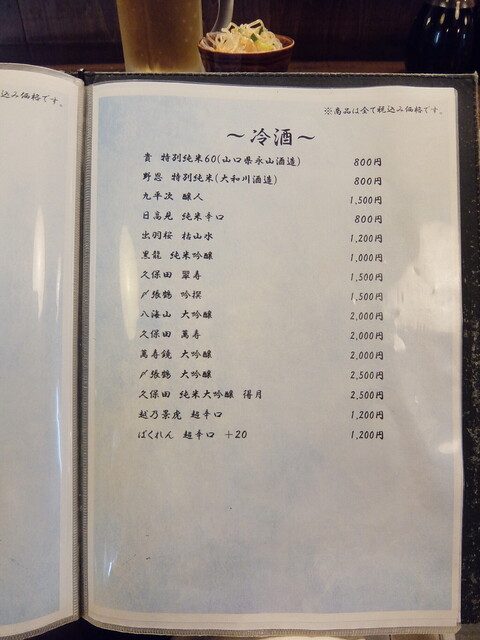 込み価格です。
※商品は全て税込み価格です。
～冷酒～
貴 特別純米60(山口県永山酒造) 800円
野恩 特別純米(大和川酒造) 800円
九平次 醸人 1,500円
日高見 純米辛口 800円
出羽桜 枯山水 1,200円
黒龍 純米吟醸 1,000円
久保田 翠寿 1,500円
〆張鶴 吟撰 1,500円
八海山 大吟醸 2,000円
久保田 萬寿 2,000円
萬寿鏡 大吟醸 2,000円
〆張鶴 大吟醸 2,500円
久保田 純米大吟醸 得月 2,500円
越乃景虎 超辛口 1,200円
ばくれん 超辛口 +20 1,200円